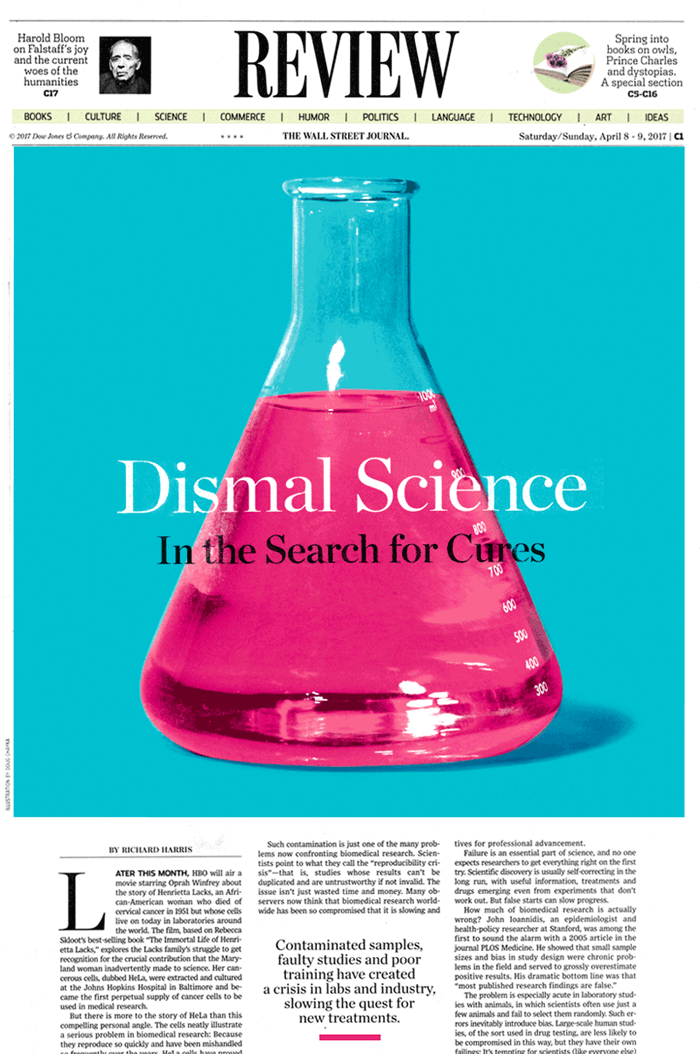 Harold Bloom
on Falstaff's joy
and the current
woes of the
humanities
C17
REVIEW
Spring into
books on owls,
Prince Charles
and dystopias.
A special section
C5-C16
BOOKS | CULTURE | SCIENCE | COMMERCE | HUMOR | POLITICS | LANGUAGE | TECHNOLOGY | ART | IDEAS
© 2017 Dow Jones & Company. All Rights Reserved.
* * * *
THE WALL STREET JOURNAL.
Saturday/Sunday, April 8 - 9, 2017 | C1
1000
ml
900
800
700
600
500
400
300
Dismal Science
In the Search for Cures
ILLUSTRATION BY DOUG CHAYKA
BY RICHARD HARRIS
LATER THIS MONTH, HBO will air a
movie starring Oprah Winfrey about
the story of Henrietta Lacks, an Afri-
can-American woman who died of
cervical cancer in 1951 but whose cells
live on today in laboratories around
the world. The film, based on Rebecca
Skloot's best-selling book "The Immortal Life of Henri-
etta Lacks," explores the Lacks family's struggle to get
recognition for the crucial contribution that the Mary-
land woman inadvertently made to science. Her can-
cerous cells, dubbed HeLa, were extracted and cultured
at the Johns Hopkins Hospital in Baltimore and be-
came the first perpetual supply of cancer cells to be
used in medical research.
But there is more to the story of HeLa than this
compelling personal angle. The cells neatly illustrate
a serious problem in biomedical research: Because
they reproduce so quickly and have been mishandled
so frequently over the years, HeLa cells have proved
Such contamination is just one of the many prob-
lems now confronting biomedical research. Scien-
tists point to what they call the "reproducibility cri-
sis"—that is, studies whose results can't be
duplicated and are untrustworthy if not invalid. The
issue isn't just wasted time and money. Many ob-
servers now think that biomedical research world-
wide has been so compromised that it is slowing and
Contaminated samples,
faulty studies and poor
training have created
a crisis in labs and industry,
slowing the quest for
new treatments.
tives for professional advancement.
Failure is an essential part of science, and no one
expects researchers to get everything right on the first
try. Scientific discovery is usually self-correcting in the
long run, with useful information, treatments and
drugs emerging even from experiments that don't
work out. But false starts can slow progress.
How much of biomedical research is actually
wrong? John Ioannidis, an epidemiologist and
health-policy researcher at Stanford, was among the
first to sound the alarm with a 2005 article in the
journal PLOS Medicine. He showed that small sample
sizes and bias in study design were chronic prob-
lems in the field and served to grossly overestimate
positive results. His dramatic bottom line was that
"most published research findings are false."
The problem is especially acute in laboratory stud-
ies with animals, in which scientists often use just a
few animals and fail to select them randomly. Such er-
rors inevitably introduce bias. Large-scale human stud-
ies, of the sort used in drug testing, are less likely to
be compromised in this way, but they have their own
failings: It's tempting for scientists (like everyone else)